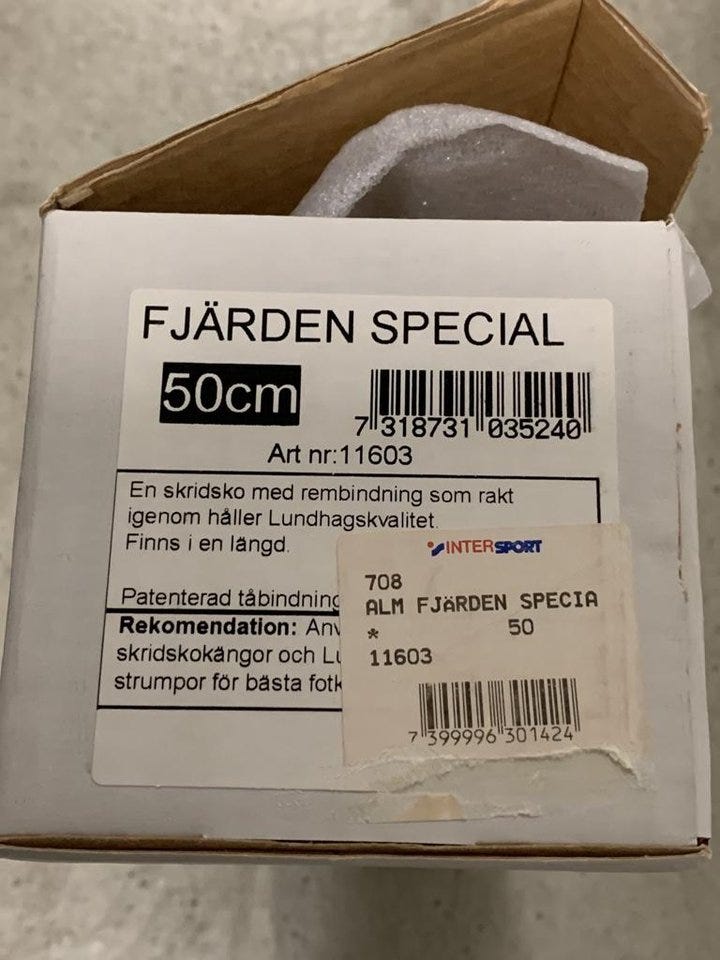 FJÄRDEN SPECIAL
50cm
7 318731 035240
Art nr:11603
En skridsko med rembindning som rakt
igenom håller Lundhagskvalitet.
Finns i en längd.
Patenterad tåbindning
Rekomendation:
skridskokängor och
strumpor för bästa
INTERSPORT
708
ALM FJÄRDEN SPECIA
* 50
11603
7 399996 301424